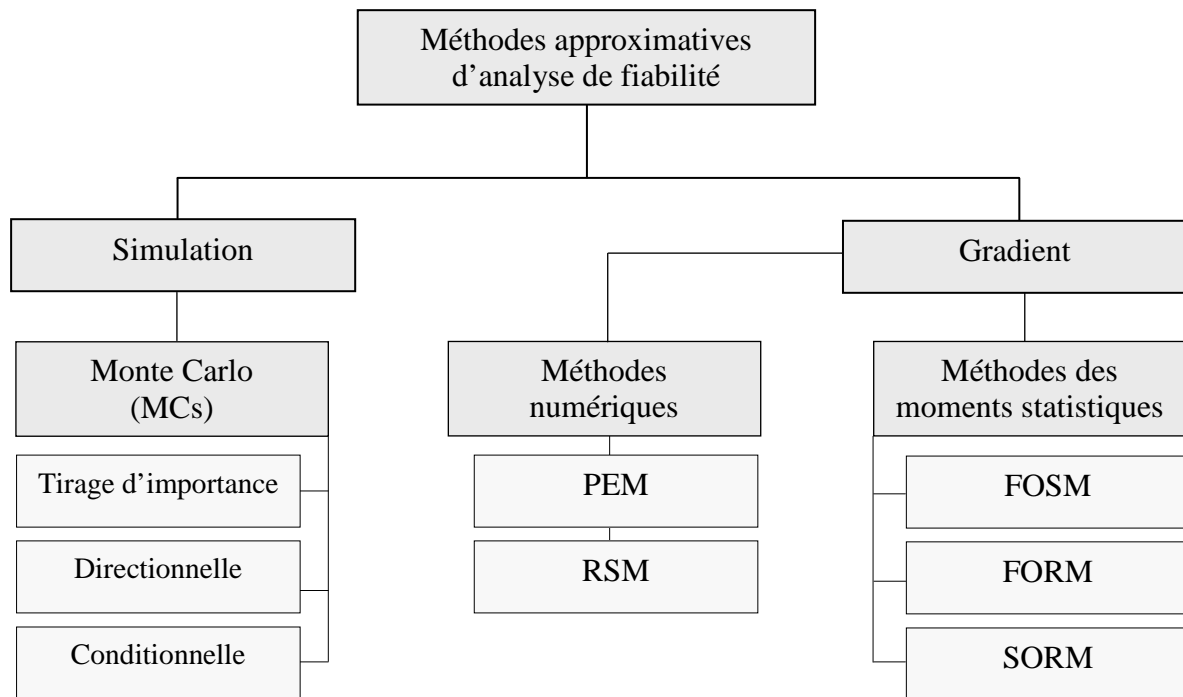 Méthodes approximatives
d’analyse de fiabilité
Simulation
Gradient
Monte Carlo
(MCs)
Méthodes
numériques
Méthodes des
moments statistiques
Tirage d’importance
PEM
FOSM
Directionnelle
RSM
FORM
Conditionnelle
SORM